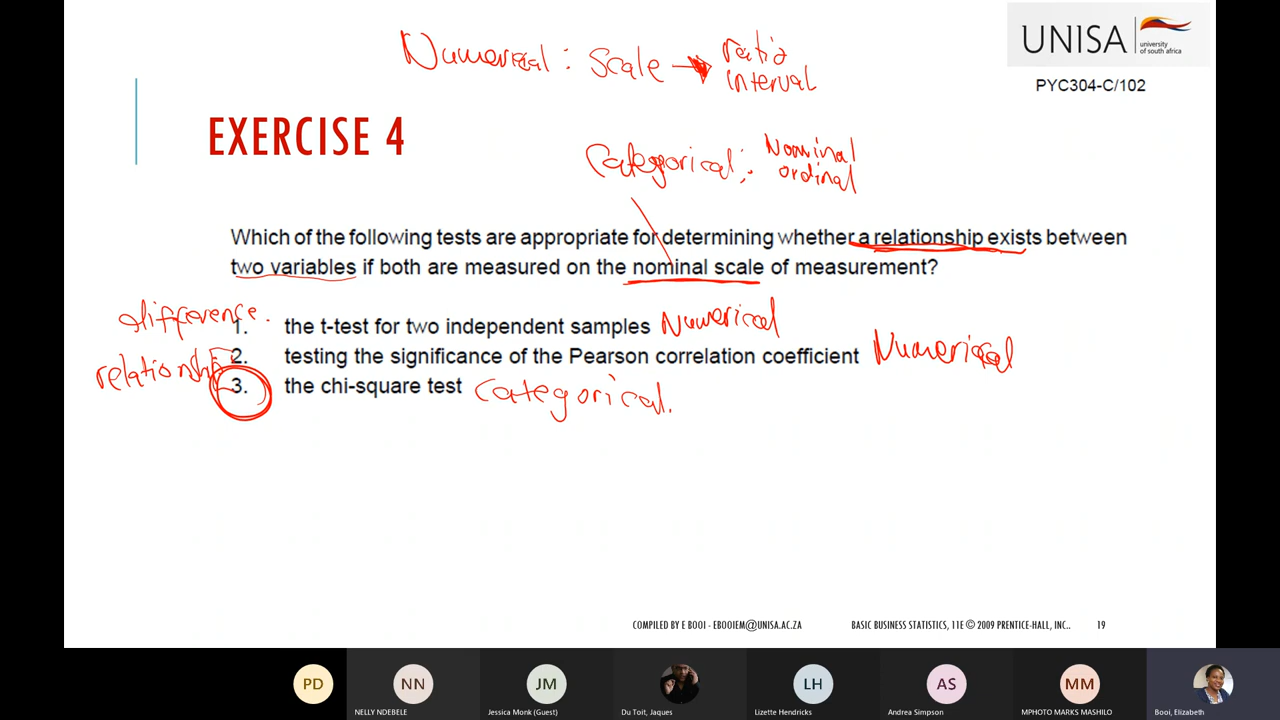 Numerical : Scale → ratio
interval
UNISA
university
of south africa
PYC304-C/102
EXERCISE 4
Categorical : Nominal
ordinal
Which of the following tests are appropriate for determining whether a relationship exists between
two variables if both are measured on the nominal scale of measurement?
difference.
1. the t-test for two independent samples Numerical
relationship
2. testing the significance of the Pearson correlation coefficient Numerical
3. the chi-square test Categorical.
COMPILED BY E BOOI - EBOOIEM@UNISA.AC.ZA
BASIC BUSINESS STATISTICS, 11E © 2009 PRENTICE-HALL, INC..
19
PD
NN
JM
LH
AS
MM
NELLY NDEBELE
Jessica Monk (Guest)
Du Toit, Jaques
Lizette Hendricks
Andrea Simpson
MPHOTO MARKS MASHILO
Booi, Elizabeth